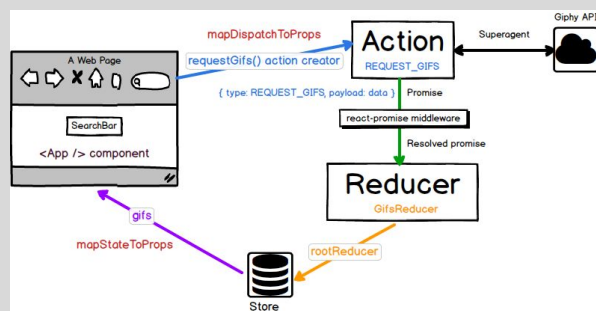 Giphy API
A Web Page
mapDispatchToProps
requestGifs() action creator
Action
REQUEST_GIFS
Superagent
{ type: REQUEST_GIFS, payload: data }
Promise
react-promise middleware
Resolved promise
SearchBar
<App /> component
Reducer
GifsReducer
gifs
mapStateToProps
rootReducer
Store